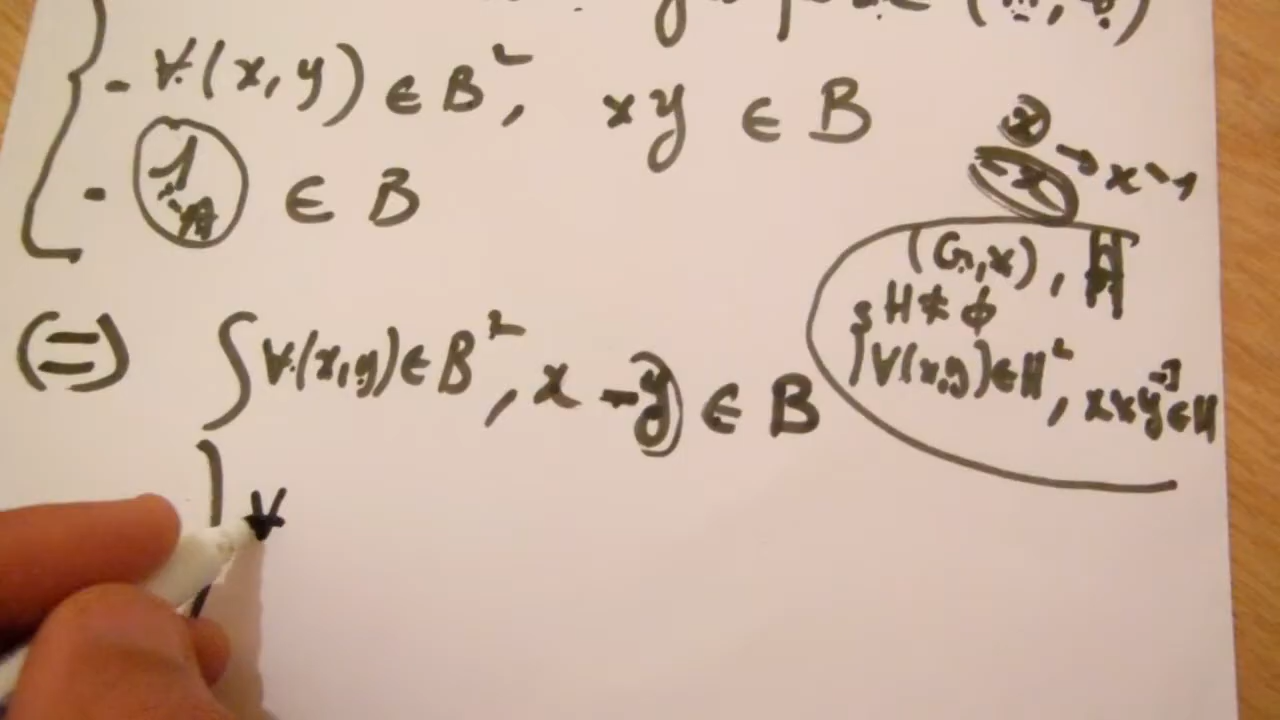 - ∀(x, y) ∈ B², xy ∈ B
- 1_A ∈ B
x
-x → x⁻¹
(G, ×), H
H ≠ ∅
∀(x,y) ∈ H², x×y⁻¹ ∈ H
(=) ∀(x,y) ∈ B², x - y ∈ B
∀